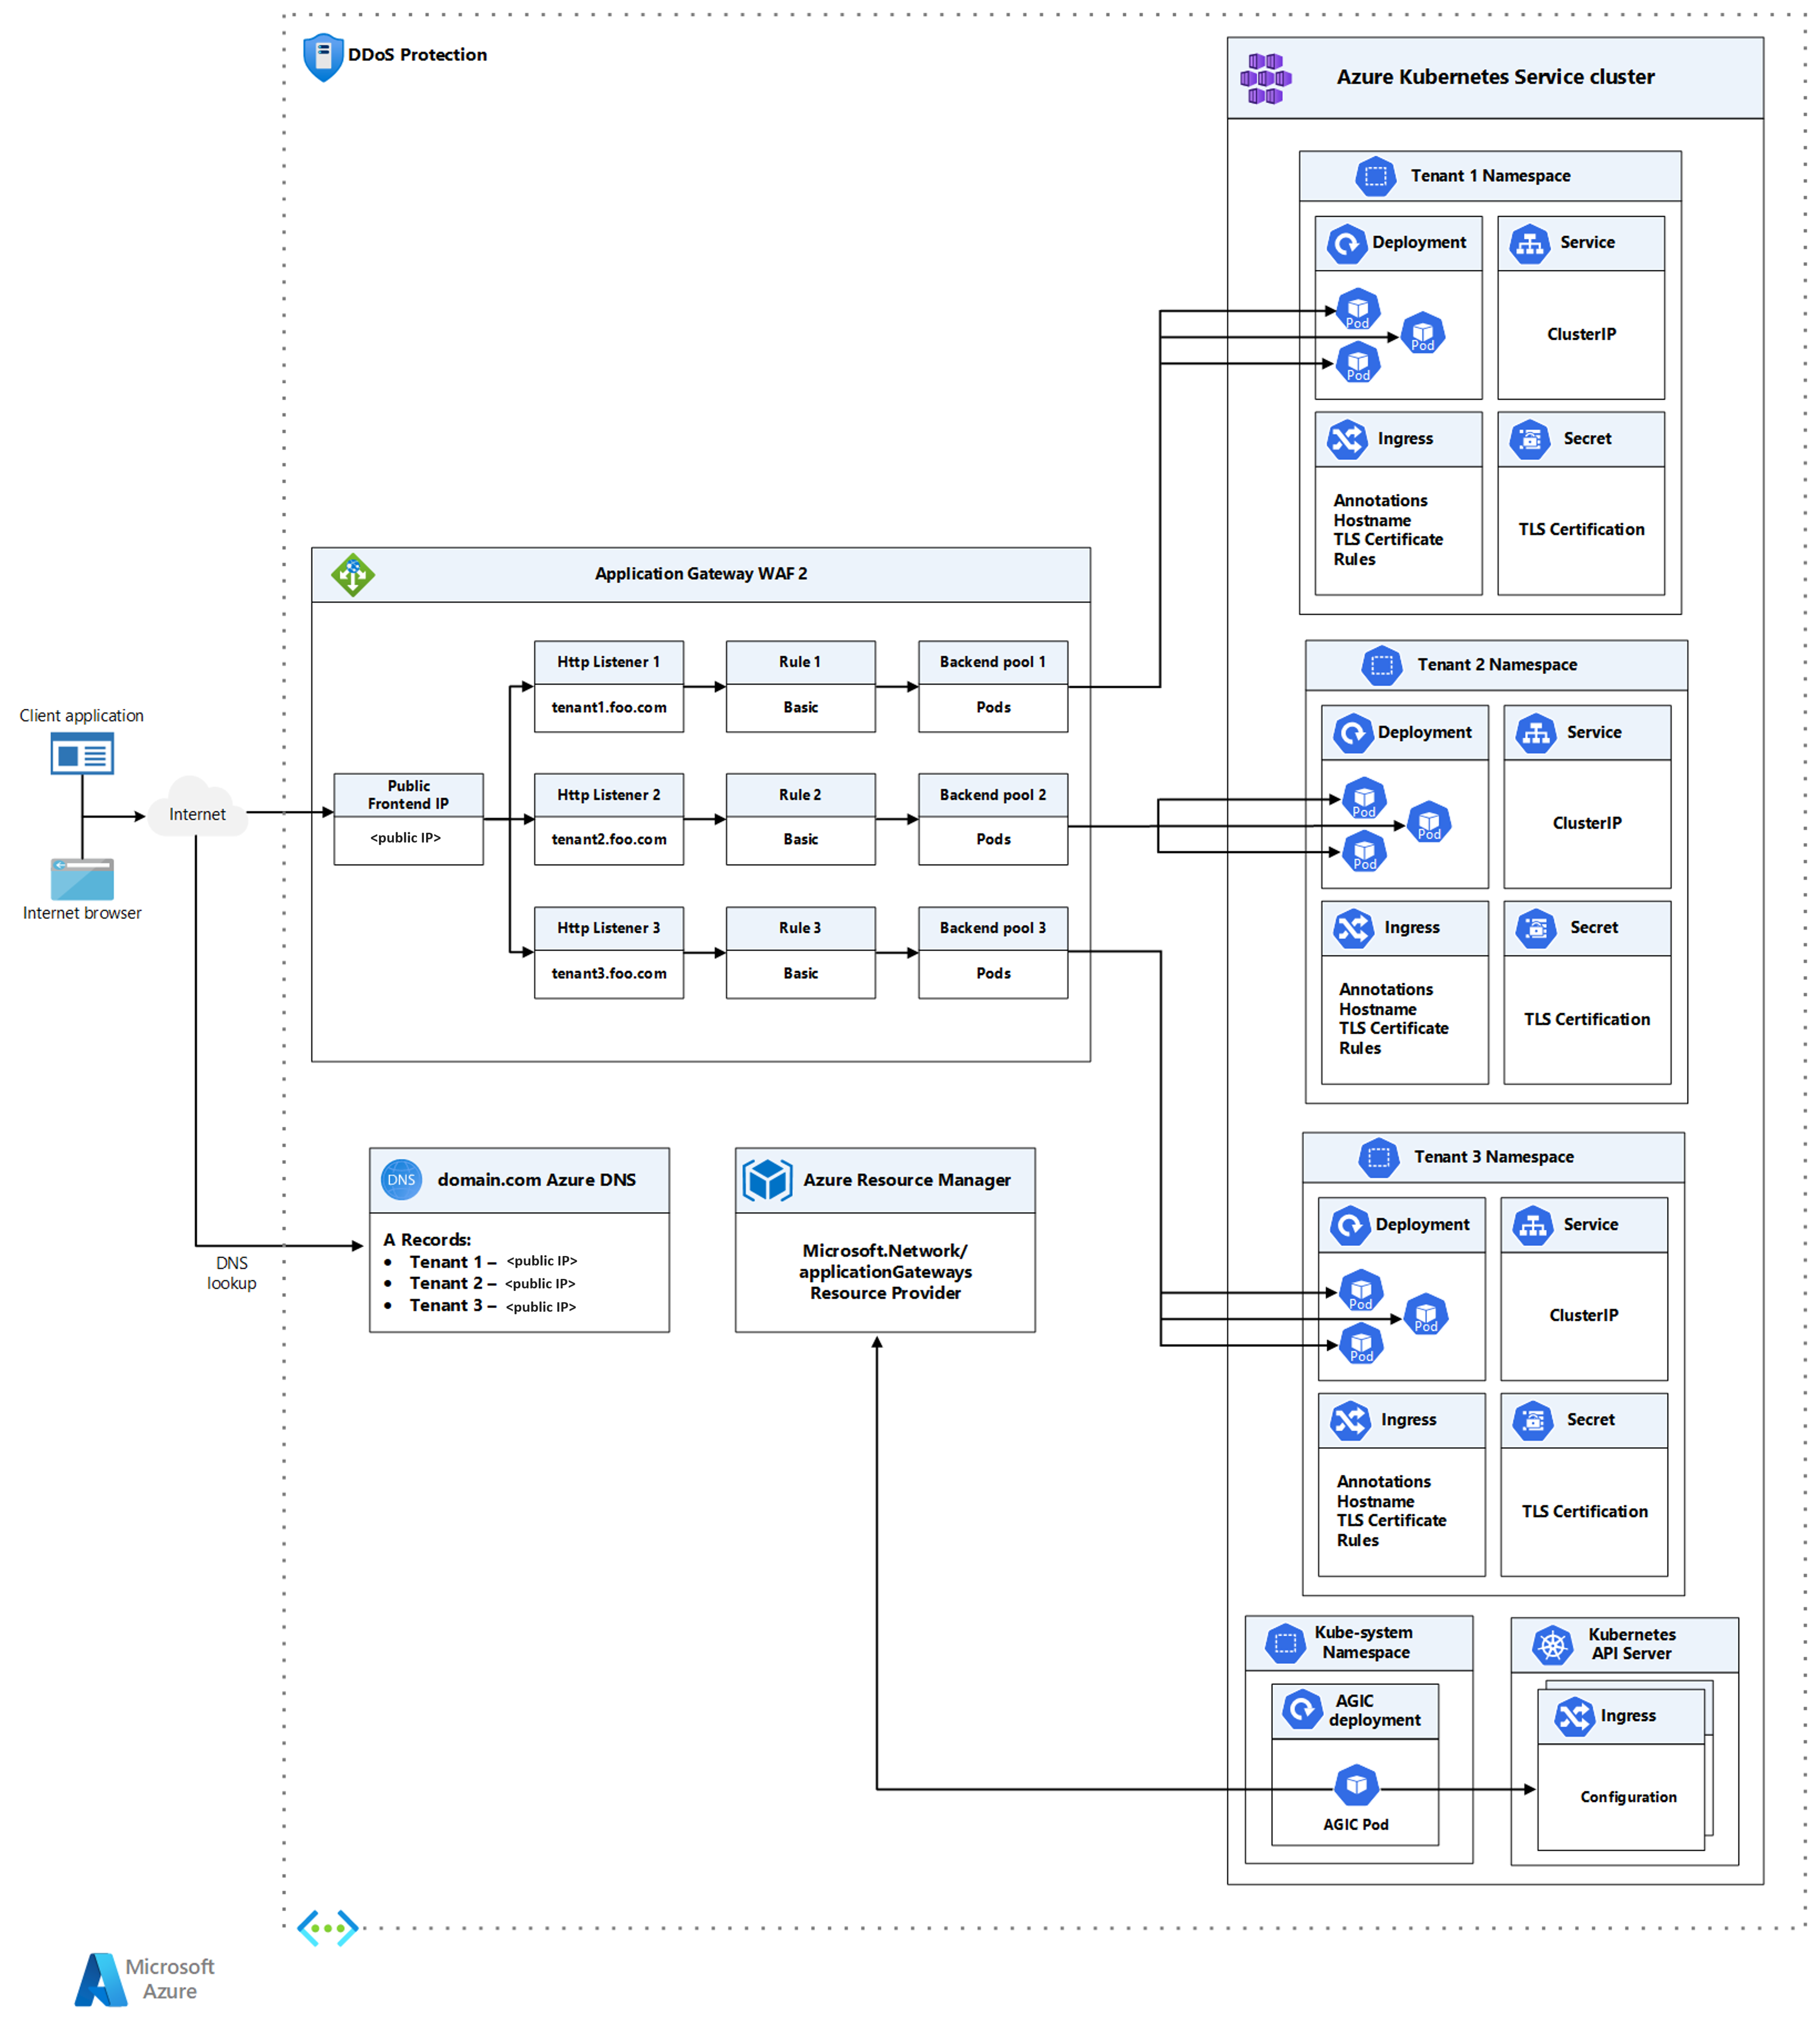 DDoS Protection
Azure Kubernetes Service cluster
Tenant 1 Namespace
Deployment
Pod
Pod
Pod
Service
ClusterIP
Ingress
Annotations
Hostname
TLS Certificate
Rules
Secret
TLS Certification
Application Gateway WAF 2
Client application
Internet
Internet browser
Public
Frontend IP
<public IP>
Http Listener 1
tenant1.foo.com
Rule 1
Basic
Backend pool 1
Pods
Http Listener 2
tenant2.foo.com
Rule 2
Basic
Backend pool 2
Pods
Http Listener 3
tenant3.foo.com
Rule 3
Basic
Backend pool 3
Pods
Tenant 2 Namespace
Deployment
Pod
Pod
Pod
Service
ClusterIP
Ingress
Annotations
Hostname
TLS Certificate
Rules
Secret
TLS Certification
DNS
lookup
DNS
domain.com Azure DNS
A Records:
• Tenant 1 – <public IP>
• Tenant 2 – <public IP>
• Tenant 3 – <public IP>
Azure Resource Manager
Microsoft.Network/
applicationGateways
Resource Provider
Tenant 3 Namespace
Deployment
Pod
Pod
Pod
Service
ClusterIP
Ingress
Annotations
Hostname
TLS Certificate
Rules
Secret
TLS Certification
Kube-system
Namespace
AGIC
deployment
AGIC Pod
Kubernetes
API Server
Ingress
Configuration
Microsoft
Azure